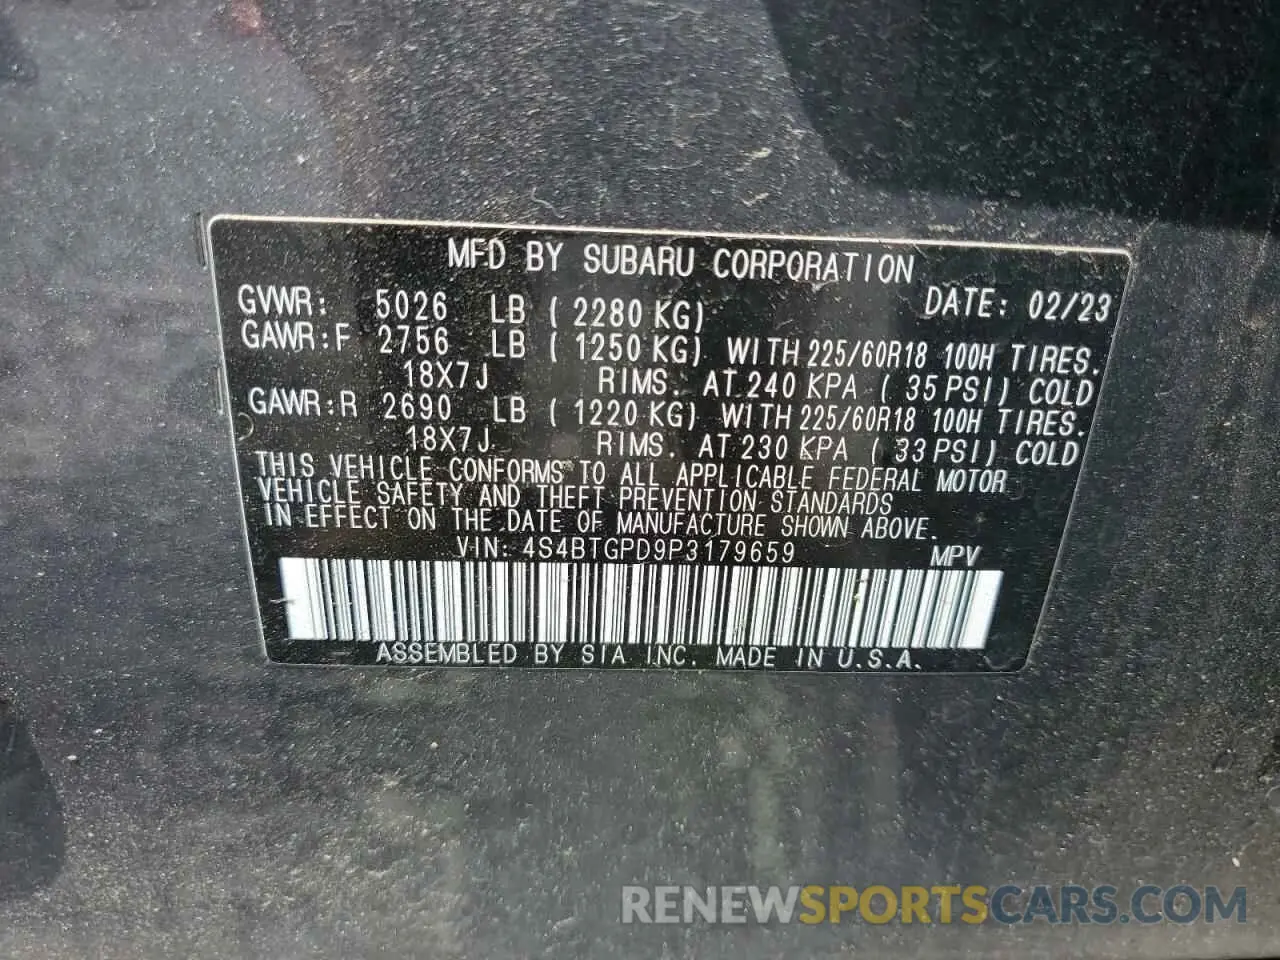 MFD BY SUBARU CORPORATION
GVWR: 5026 LB ( 2280 KG) DATE: 02/23
GAWR:F 2756 LB ( 1250 KG) WITH 225/60R18 100H TIRES.
18X7J RIMS. AT 240 KPA ( 35 PSI) COLD
GAWR:R 2690 LB ( 1220 KG) WITH 225/60R18 100H TIRES.
18X7J RIMS. AT 230 KPA ( 33 PSI) COLD
THIS VEHICLE CONFORMS TO ALL APPLICABLE FEDERAL MOTOR
VEHICLE SAFETY AND THEFT PREVENTION STANDARDS
IN EFFECT ON THE DATE OF MANUFACTURE SHOWN ABOVE.
VIN: 4S4BTGPD9P3179659 MPV
ASSEMBLED BY SIA INC. MADE IN U.S.A.
RENEWSPORTSCARS.COM